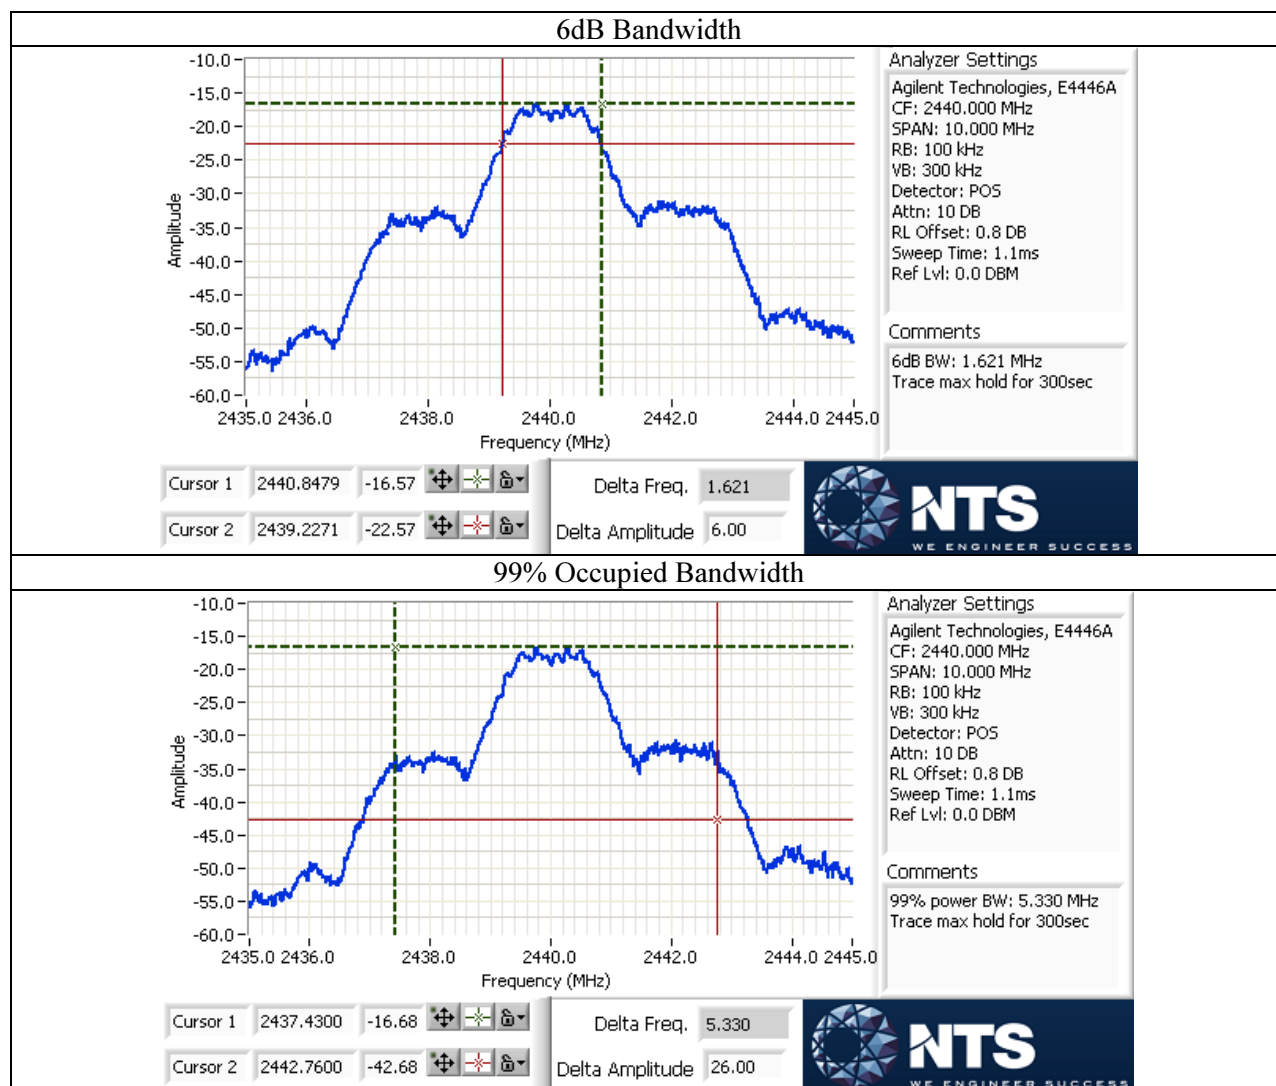 6dB Bandwidth
-10.0
-15.0
-20.0
-25.0
-30.0
-35.0
-40.0
-45.0
-50.0
-55.0
-60.0
Amplitude
2435.0 2436.0 2438.0 2440.0 2442.0 2444.0 2445.0
Frequency (MHz)
Analyzer Settings
Agilent Technologies, E4446A
CF: 2440.000 MHz
SPAN: 10.000 MHz
RB: 100 kHz
VB: 300 kHz
Detector: POS
Attn: 10 DB
RL Offset: 0.8 DB
Sweep Time: 1.1ms
Ref Lvl: 0.0 DBM
Comments
6dB BW: 1.621 MHz
Trace max hold for 300sec
Cursor 1 2440.8479 -16.57
Cursor 2 2439.2271 -22.57
Delta Freq. 1.621
Delta Amplitude 6.00
NTS
WE ENGINEER SUCCESS
99% Occupied Bandwidth
-10.0
-15.0
-20.0
-25.0
-30.0
-35.0
-40.0
-45.0
-50.0
-55.0
-60.0
Amplitude
2435.0 2436.0 2438.0 2440.0 2442.0 2444.0 2445.0
Frequency (MHz)
Analyzer Settings
Agilent Technologies, E4446A
CF: 2440.000 MHz
SPAN: 10.000 MHz
RB: 100 kHz
VB: 300 kHz
Detector: POS
Attn: 10 DB
RL Offset: 0.8 DB
Sweep Time: 1.1ms
Ref Lvl: 0.0 DBM
Comments
99% power BW: 5.330 MHz
Trace max hold for 300sec
Cursor 1 2437.4300 -16.68
Cursor 2 2442.7600 -42.68
Delta Freq. 5.330
Delta Amplitude 26.00
NTS
WE ENGINEER SUCCESS